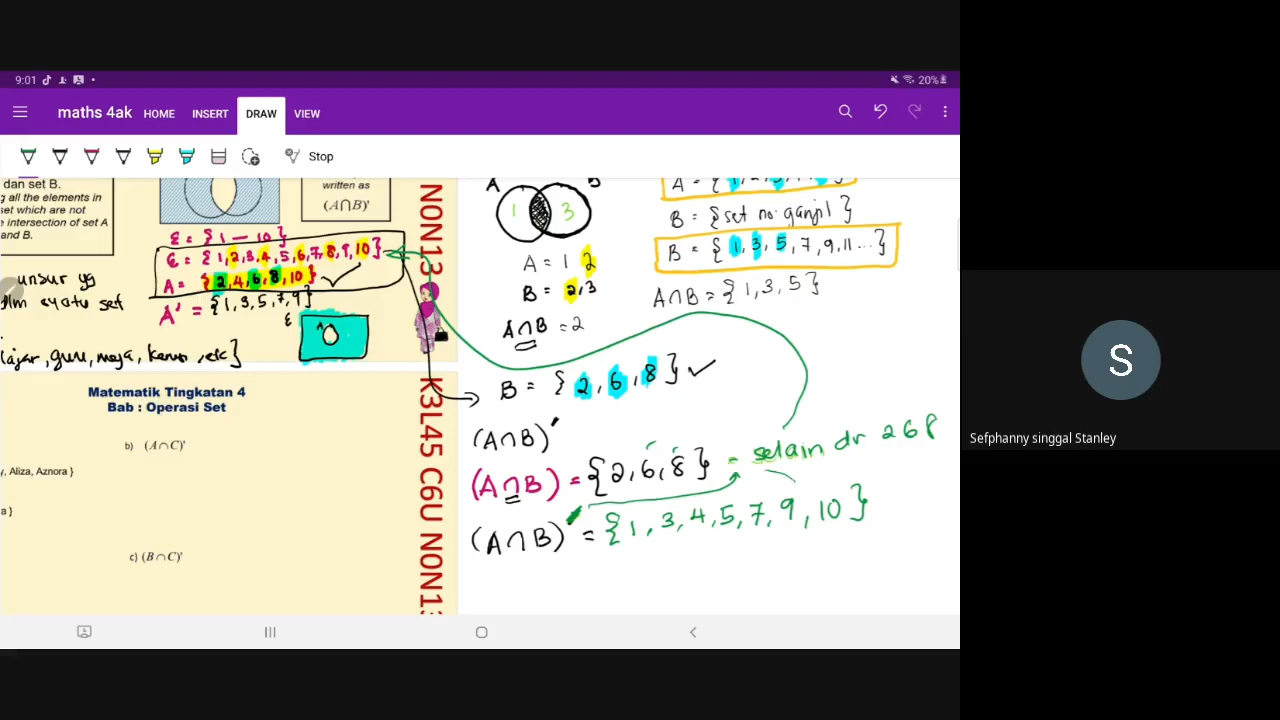 9:01
20%
maths 4ak HOME INSERT DRAW VIEW
Stop
dan set B.
g all the elements in
set which are not
e intersection of set A
and B.
written as
(A∩B)'
ε = {1 — 10}
ε = {1,2,3,4,5,6,7,8,9,10}
A = {2,4,6,8,10}
A' = {1,3,5,7,9}
unsur yg
dlm suatu set
ε
A
lajar, guru, meja, kerusi, etc}
NON13
A B
1 3
A = 1 2
B = 2,3
A∩B = 2
B = {set no. ganjil}
B = {1, 3, 5, 7, 9, 11...}
A∩B = {1, 3, 5}
B = {2, 6, 8}
(A∩B)'
(A∩B) = {2, 6, 8} = selain dr 2 6 8
(A∩B)' = {1, 3, 4, 5, 7, 9, 10}
Matematik Tingkatan 4
Bab : Operasi Set
b) (A∩C)'
y, Aliza, Aznora }
a }
c) (B∩C)'
K3L45 C6U NON13
S
Sefphanny singgal Stanley